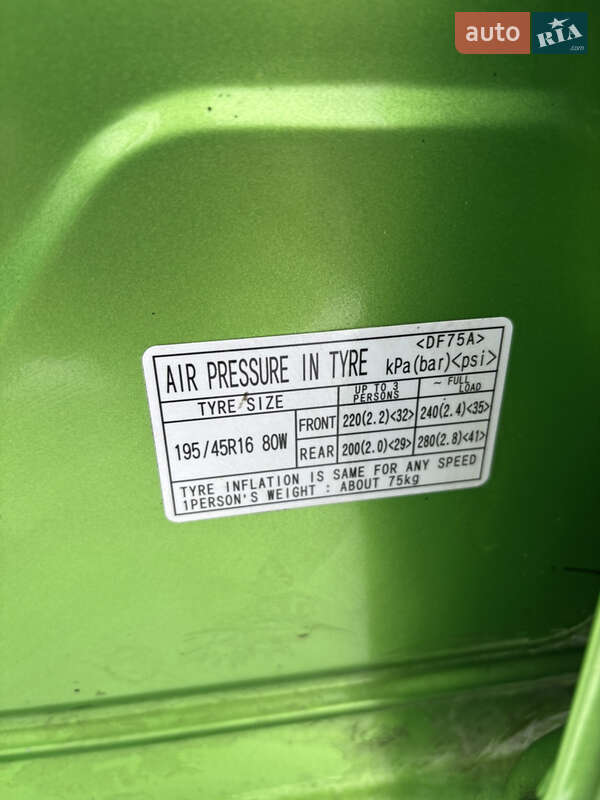 auto RIA .com
<DF75A>
AIR PRESSURE IN TYRE kPa(bar)<psi>
TYRE SIZE UP TO 3 PERSONS ~ FULL LOAD
195/45R16 80W FRONT 220(2.2)<32> 240(2.4)<35>
REAR 200(2.0)<29> 280(2.8)<41>
TYRE INFLATION IS SAME FOR ANY SPEED
1PERSON'S WEIGHT : ABOUT 75kg